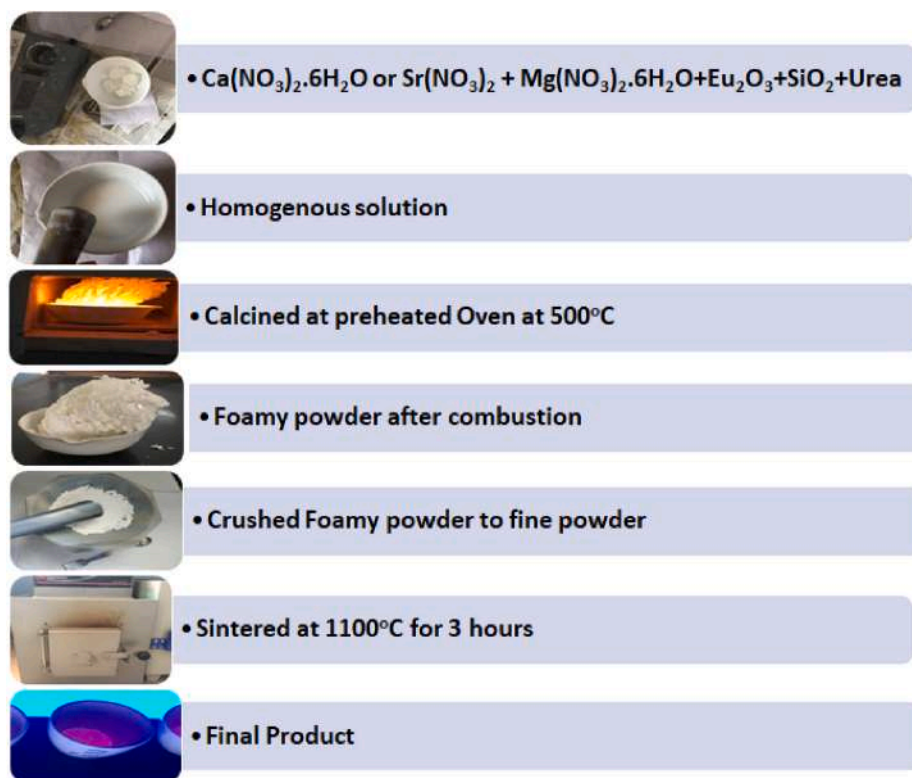 • Ca(NO₃)₂.6H₂O or Sr(NO₃)₂ + Mg(NO₃)₂.6H₂O+Eu₂O₃+SiO₂+Urea
• Homogenous solution
• Calcined at preheated Oven at 500°C
• Foamy powder after combustion
• Crushed Foamy powder to fine powder
• Sintered at 1100°C for 3 hours
• Final Product